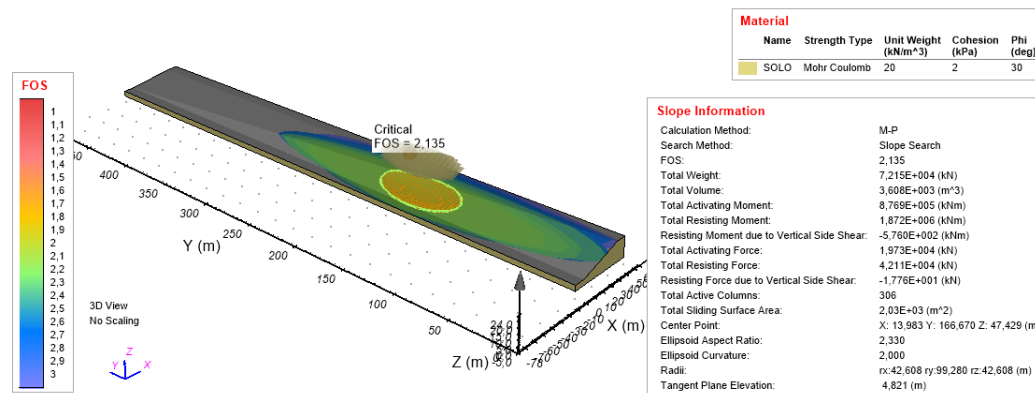 Material
Name Strength Type Unit Weight (kN/m^3) Cohesion (kPa) Phi (deg)
SOLO Mohr Coulomb 20 2 30
FOS
1
1,1
1,2
1,3
1,4
1,5
1,6
1,7
1,8
1,9
2
2,1
2,2
2,3
2,4
2,5
2,6
2,7
2,8
2,9
3
Critical
FOS = 2,135
400
350
300
250
200
150
100
50
Y (m)
X (m)
Z (m)
3D View
No Scaling
Z
Y
X
Slope Information
Calculation Method: M-P
Search Method: Slope Search
FOS: 2,135
Total Weight: 7,215E+004 (kN)
Total Volume: 3,608E+003 (m^3)
Total Activating Moment: 8,769E+005 (kNm)
Total Resisting Moment: 1,872E+006 (kNm)
Resisting Moment due to Vertical Side Shear: -5,760E+002 (kNm)
Total Activating Force: 1,973E+004 (kN)
Total Resisting Force: 4,211E+004 (kN)
Resisting Force due to Vertical Side Shear: -1,776E+001 (kN)
Total Active Columns: 306
Total Sliding Surface Area: 2,03E+03 (m^2)
Center Point: X: 13,983 Y: 166,670 Z: 47,429 (m
Ellipsoid Aspect Ratio: 2,330
Ellipsoid Curvature: 2,000
Radii: rx:42,608 ry:99,280 rz:42,608 (m)
Tangent Plane Elevation: 4,821 (m)